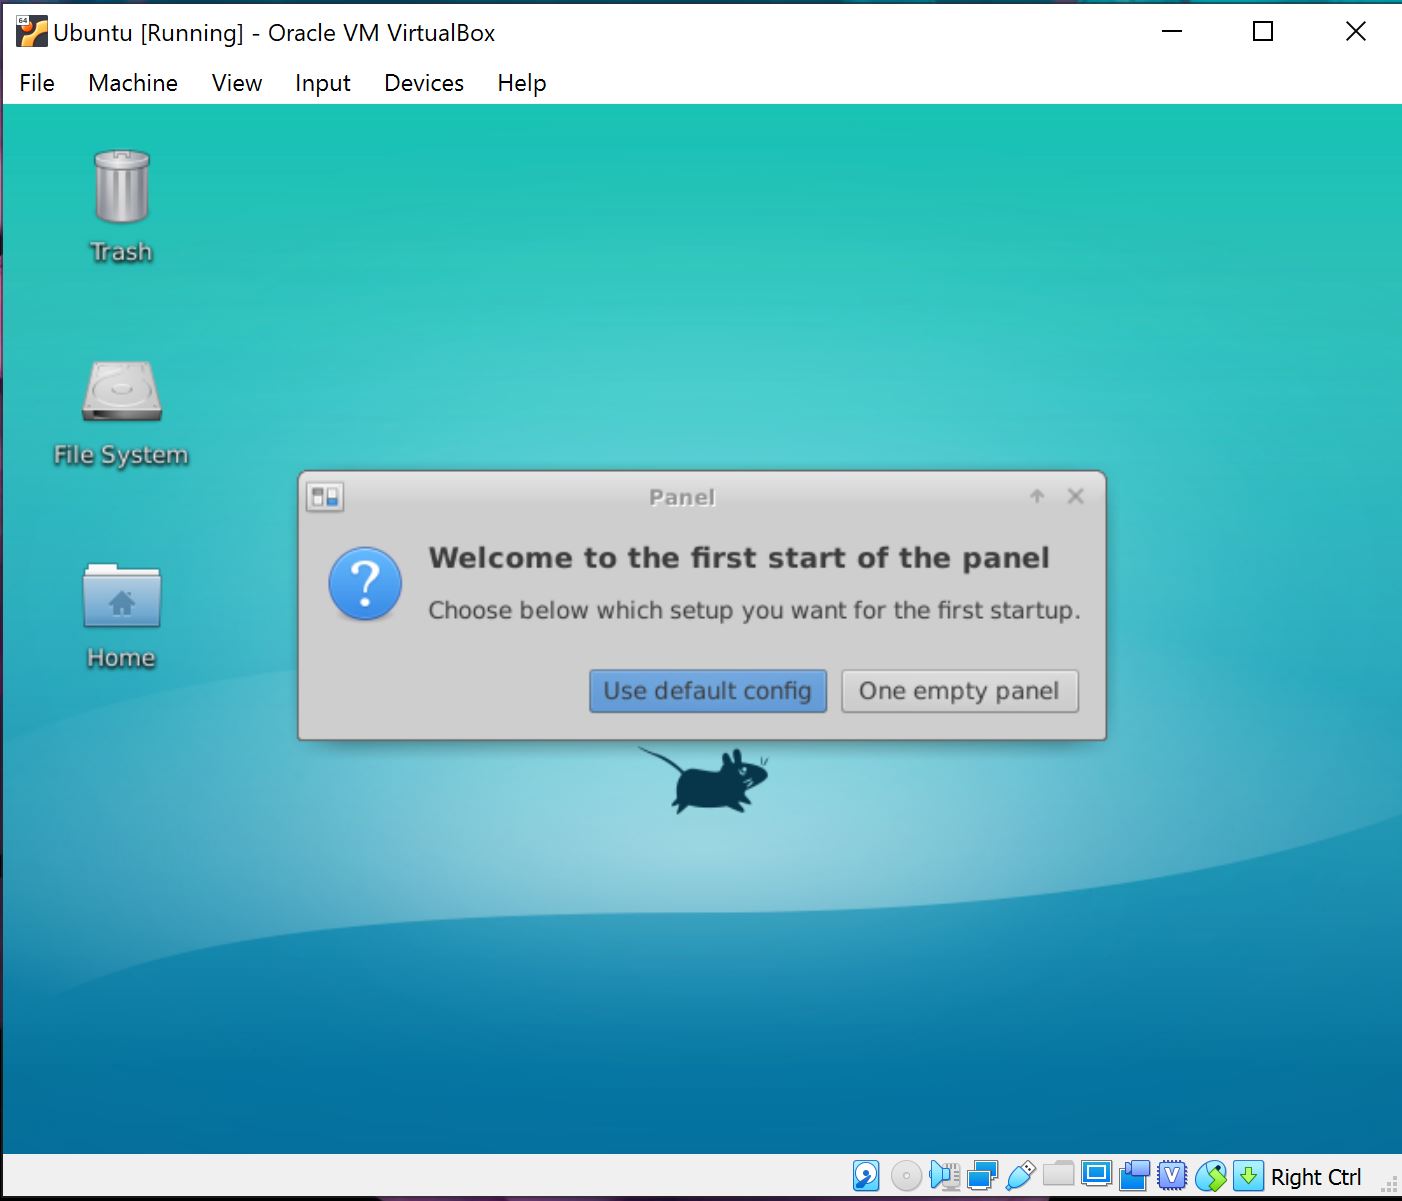 64
Ubuntu [Running] - Oracle VM VirtualBox
File Machine View Input Devices Help
Trash
File System
Home
Panel
?
Welcome to the first start of the panel
Choose below which setup you want for the first startup.
Use default config One empty panel
V
Right Ctrl